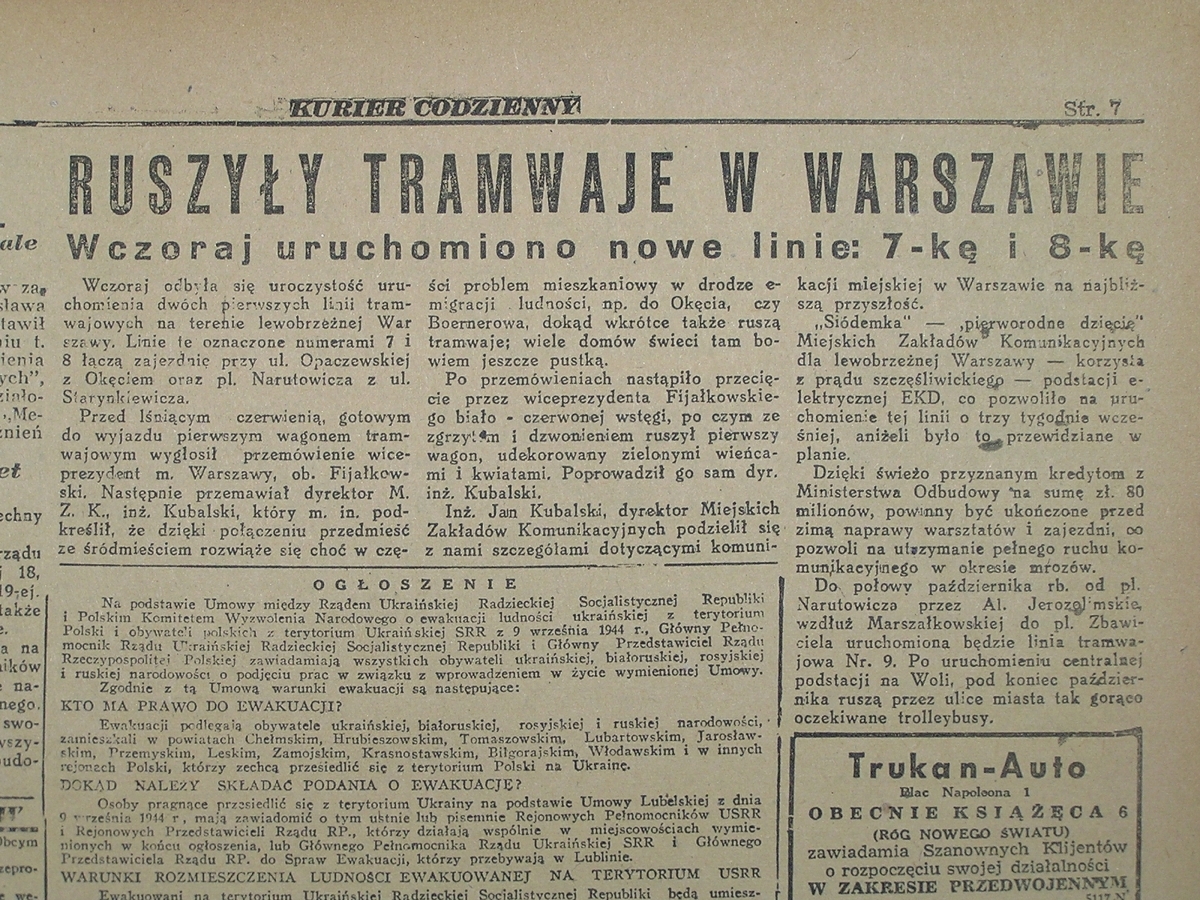 KURIER CODZIENNY
Str. 7
RUSZYŁY TRAMWAJE W WARSZAWIE
Wczoraj uruchomiono nowe linie: 7-kę i 8-kę
Wczoraj odbyła się uroczystość uru-
chomienia dwóch pierwszych linii tram-
wajowych na terenie lewobrzeżnej War
szawy. Linie te oznaczone numerami 7 i
8 łączą zajezdnię przy ul. Opaczewskiej
z Okęciem oraz pl. Narutowicza z ul.
Starynkiewicza.
Przed lśniącym czerwienią, gotowym
do wyjazdu pierwszym wagonem tram-
wajowym wygłosił przemówienie wice-
prezydent m. Warszawy, ob. Fijałkow-
ski. Następnie przemawiał dyrektor M.
Z. K., inż. Kubalski, który m. in. pod-
kreślił, że dzięki połączeniu przedmieść
ze śródmieściem rozwiąże się choć w czę-
ści problem mieszkaniowy w drodze e-
migracji ludności, np. do Okęcia, czy
Boernerowa, dokąd wkrótce także ruszą
tramwaje; wiele domów świeci tam bo-
wiem jeszcze pustką.
Po przemówieniach nastąpiło przecię-
cie przez wiceprezydenta Fijałkowskie-
go biało - czerwonej wstęgi, po czym ze
zgrzytem i dzwonieniem ruszył pierwszy
wagon, udekorowany zielonymi wieńca-
mi i kwiatami. Poprowadził go sam dyr.
inż. Kubalski.
Inż. Jan Kubalski, dyrektor Miejskich
Zakładów Komunikacyjnych podzielił się
z nami szczegółami dotyczącymi komuni-
kacji miejskiej w Warszawie na najbliż-
szą przyszłość.
„Siódemka” — „pierworodne dziecię”
Miejskich Zakładów Komunikacyjnych
dla lewobrzeżnej Warszawy — korzysta
z prądu szczęśliwickiego — podstacji e-
lektrycznej EKD, co pozwoliło na uru-
chomienie tej linii o trzy tygodnie wcze-
śniej, aniżeli było to przewidziane w
planie.
Dzięki świeżo przyznanym kredytom z
Ministerstwa Odbudowy na sumę zł. 80
milionów, powinny być ukończone przed
zimą naprawy warsztatów i zajezdni, co
pozwoli na utrzymanie pełnego ruchu ko-
munikacyjnego w okresie mrozów.
Do połowy października rb. od pl.
Narutowicza przez Al. Jerozolimskie,
wzdłuż Marszałkowskiej do pl. Zbawi-
ciela uruchomiona będzie linia tramwa-
jowa Nr. 9. Po uruchomieniu centralnej
podstacji na Woli, pod koniec paździer-
nika ruszą przez ulice miasta tak gorąco
oczekiwane trolleybusy.
OGŁOSZENIE
Na podstawie Umowy między Rządem Ukraińskiej Radzieckiej Socjalistycznej Republiki
i Polskim Komitetem Wyzwolenia Narodowego o ewakuacji ludności ukraińskiej z terytorium
Polski i obywateli polskich z terytorium Ukraińskiej SRR z 9 września 1944 r., Główny Pełno-
mocnik Rządu Ukraińskiej Radzieckiej Socjalistycznej Republiki i Główny Przedstawiciel Rządu
Rzeczypospolitej Polskiej zawiadamiają wszystkich obywateli ukraińskiej, białoruskiej, rosyjskiej
i ruskiej narodowości o podjęciu prac w związku z wprowadzeniem w życie wymienionej Umowy.
Zgodnie z tą Umową warunki ewakuacji są następujące:
KTO MA PRAWO DO EWAKUACJI?
Ewakuacji podlegają obywatele ukraińskiej, białoruskiej, rosyjskiej i ruskiej narodowości,
zamieszkali w powiatach Chełmskim, Hrubieszowskim, Tomaszowskim, Lubartowskim, Jarosław-
skim, Przemyskim, Leskim, Zamojskim, Krasnostawskim, Biłgorajskim, Włodawskim i w innych
rejonach Polski, którzy zechcą przesiedlić się z terytorium Polski na Ukrainę.
DOKĄD NALEŻY SKŁADAĆ PODANIA O EWAKUACJĘ?
Osoby pragnące przesiedlić się z terytorium Ukrainy na podstawie Umowy Lubelskiej z dnia
9 września 1944 r, mają zawiadomić o tym ustnie lub pisemnie Rejonowych Pełnomocników USRR
i Rejonowych Przedstawicieli Rządu RP., którzy działają wspólnie w miejscowościach wymie-
nionych w końcu ogłoszenia, lub Głównego Pełnomocnika Rządu Ukraińskiej SRR i Głównego
Przedstawiciela Rządu RP. do Spraw Ewakuacji, którzy przebywają w Lublinie.
WARUNKI ROZMIESZCZENIA LUDNOŚCI EWAKUOWANEJ NA TERYTORIUM USRR
Ewakuowani na terytorium Ukraińskiej Radzieckiej Socjalistycznej Republiki będą umiesz-
Trukan-Auto
Plac Napoleona 1
OBECNIE KSIĄŻĘCA 6
(RÓG NOWEGO ŚWIATU)
zawiadamia Szanownych Klijentów
o rozpoczęciu swojej działalności
W ZAKRESIE PRZEDWOJENNYM